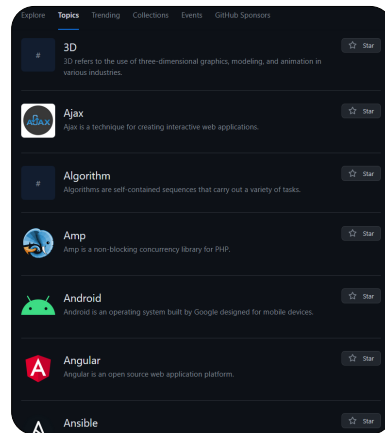 Explore Topics Trending Collections Events GitHub Sponsors
# 3D Star
3D refers to the use of three-dimensional graphics, modeling, and animation in
various industries.
AJAX Ajax Star
Ajax is a technique for creating interactive web applications.
# Algorithm Star
Algorithms are self-contained sequences that carry out a variety of tasks.
Amp Star
Amp is a non-blocking concurrency library for PHP.
Android Star
Android is an operating system built by Google designed for mobile devices.
Angular Star
Angular is an open source web application platform.
Ansible Star